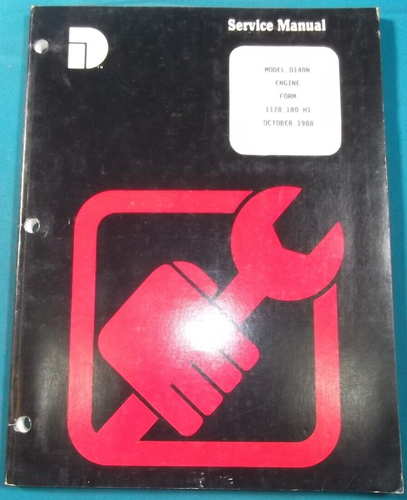 Service Manual
MODEL D140N
ENGINE
FORM
1128 180 H1
OCTOBER 1988